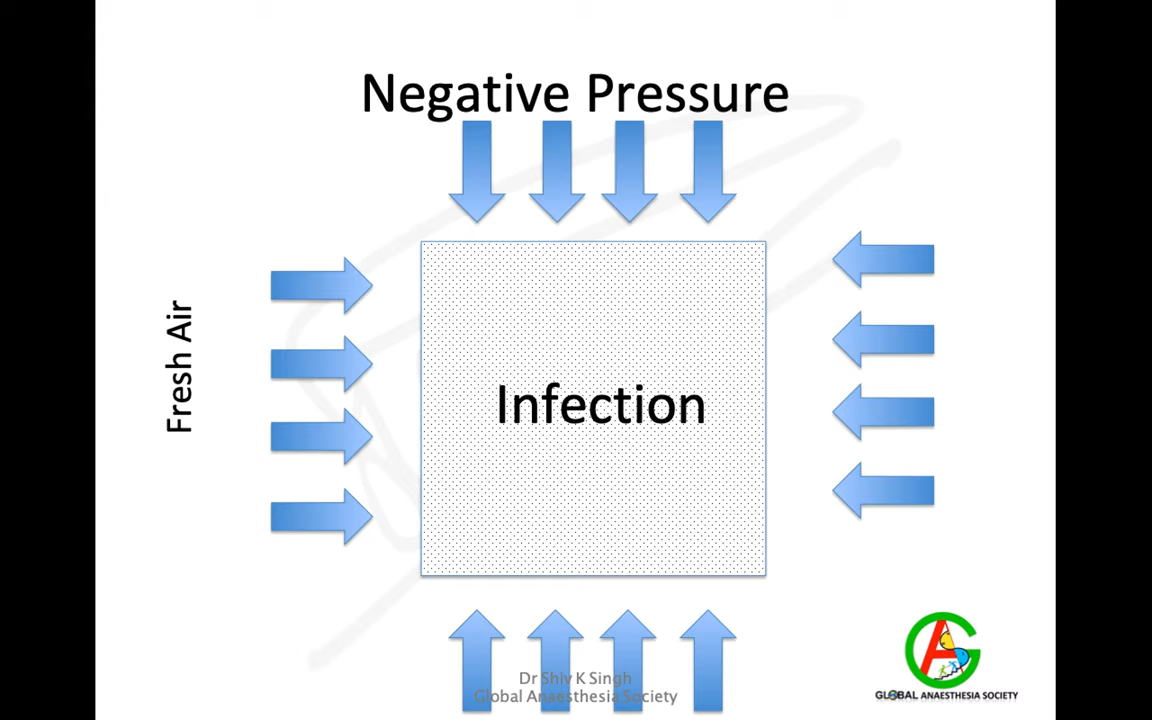 Negative Pressure
Fresh Air
Infection
Dr Shiv K Singh
Global Anaesthesia Society
GLOBAL ANAESTHESIA SOCIETY